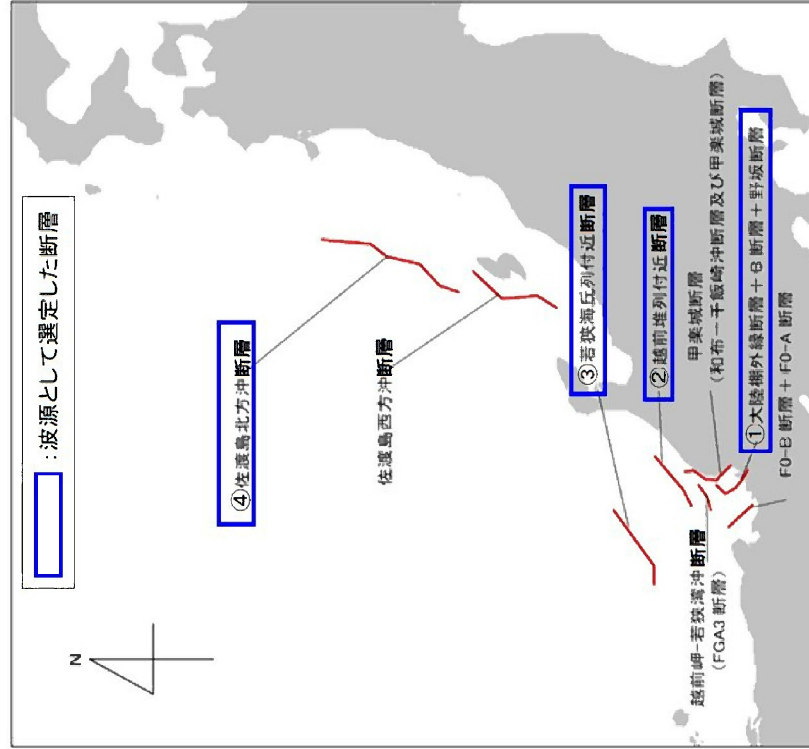 :波源として選定した断層
N
④佐渡島北方沖断層
佐渡島西方沖断層
③若狭海丘列付近断層
②越前堆列付近断層
甲楽城断層
(和布-干飯崎沖断層及び甲楽城断層)
①大陸棚外縁断層+B断層+野坂断層
FO-B 断層 + FO-A 断層
越前岬-若狭湾沖断層
(FGA3 断層)